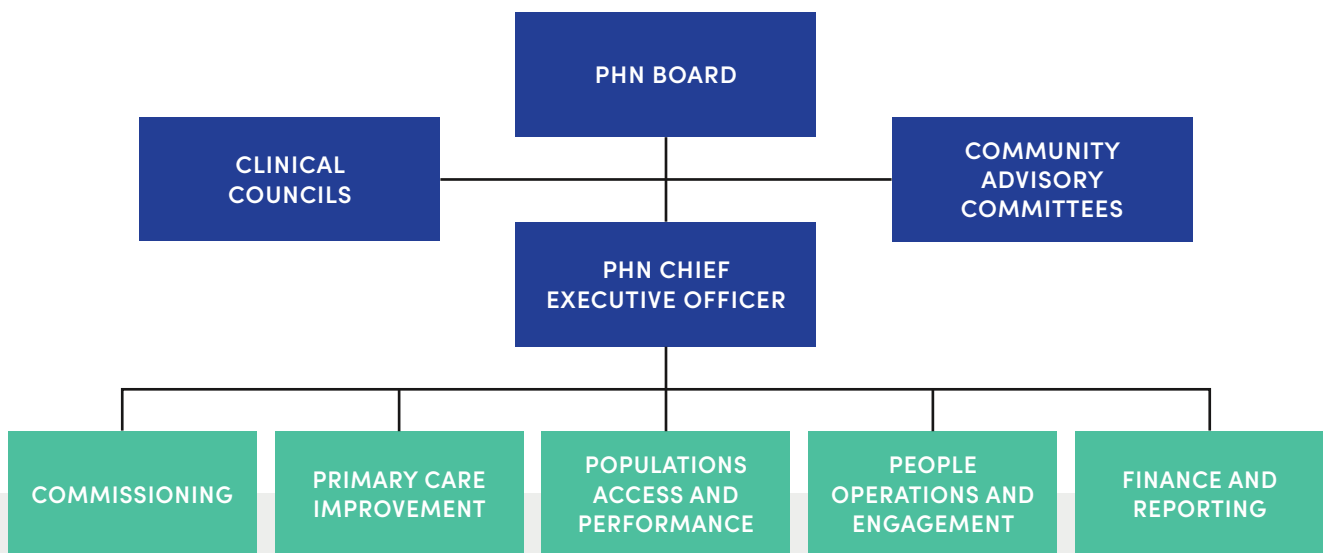 PHN BOARD
CLINICAL
COUNCILS
COMMUNITY
ADVISORY
COMMITTEES
PHN CHIEF
EXECUTIVE OFFICER
COMMISSIONING
PRIMARY CARE
IMPROVEMENT
POPULATIONS
ACCESS AND
PERFORMANCE
PEOPLE
OPERATIONS AND
ENGAGEMENT
FINANCE AND
REPORTING